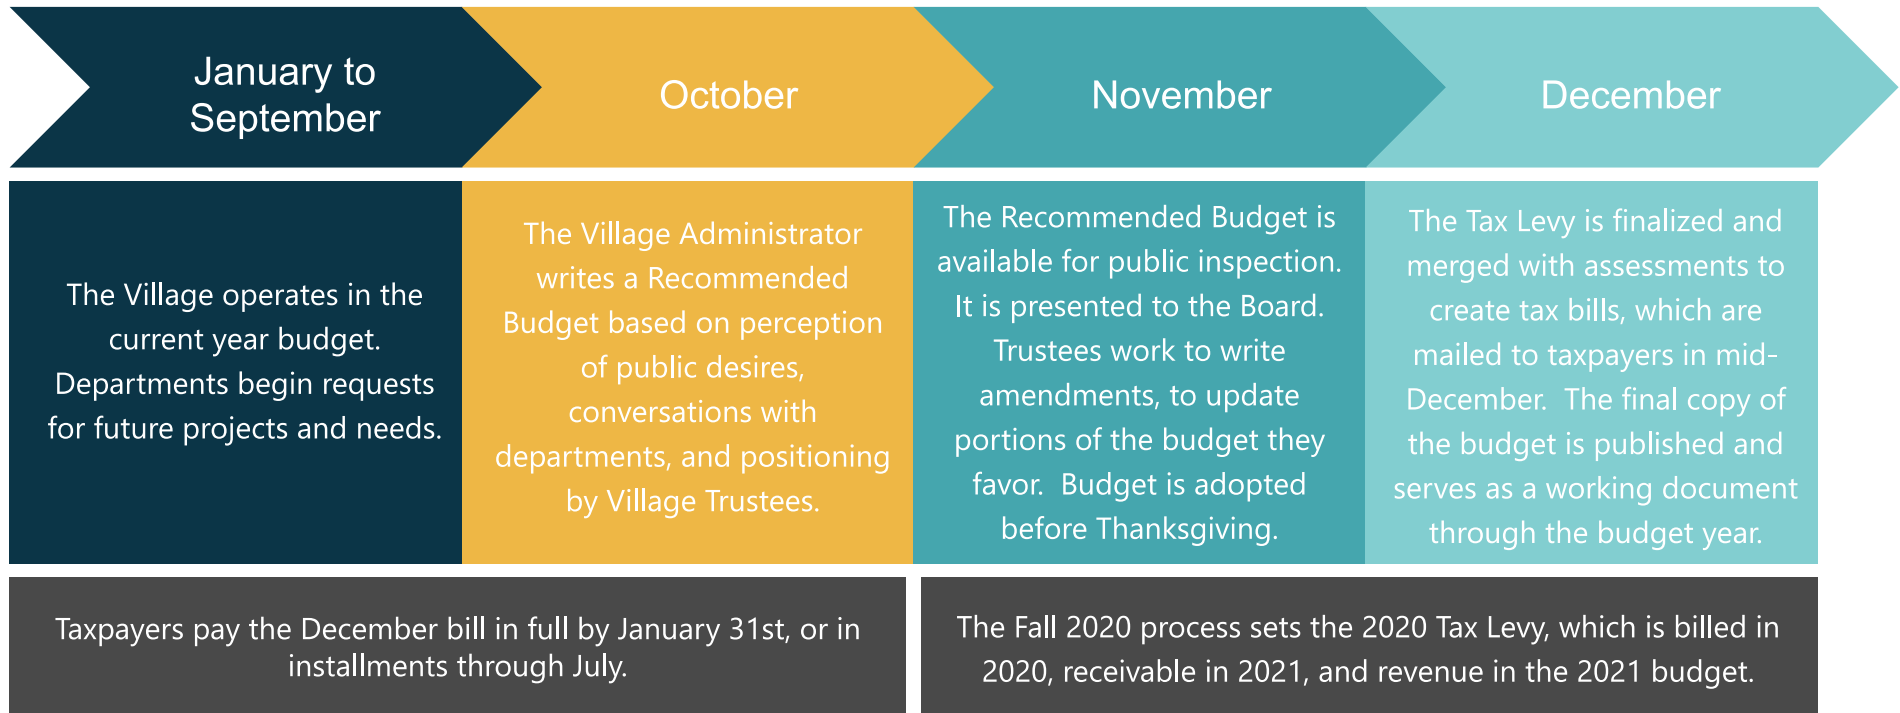 January to
September
October
November
December
The Village operates in the
current year budget.
Departments begin requests
for future projects and needs.
The Village Administrator
writes a Recommended
Budget based on perception
of public desires,
conversations with
departments, and positioning
by Village Trustees.
The Recommended Budget is
available for public inspection.
It is presented to the Board.
Trustees work to write
amendments, to update
portions of the budget they
favor.  Budget is adopted
before Thanksgiving.
The Tax Levy is finalized and
merged with assessments to
create tax bills, which are
mailed to taxpayers in mid-
December.  The final copy of
the budget is published and
serves as a working document
through the budget year.
Taxpayers pay the December bill in full by January 31st, or in
installments through July.
The Fall 2020 process sets the 2020 Tax Levy, which is billed in
2020, receivable in 2021, and revenue in the 2021 budget.